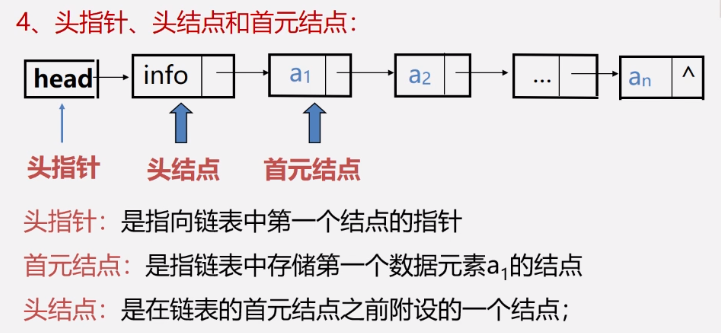 4、头指针、头结点和首元结点：
head info a₁ a₂ ... aₙ ^
头指针 头结点 首元结点
头指针：是指向链表中第一个结点的指针
首元结点：是指链表中存储第一个数据元素a₁的结点
头结点：是在链表的首元结点之前附设的一个结点；